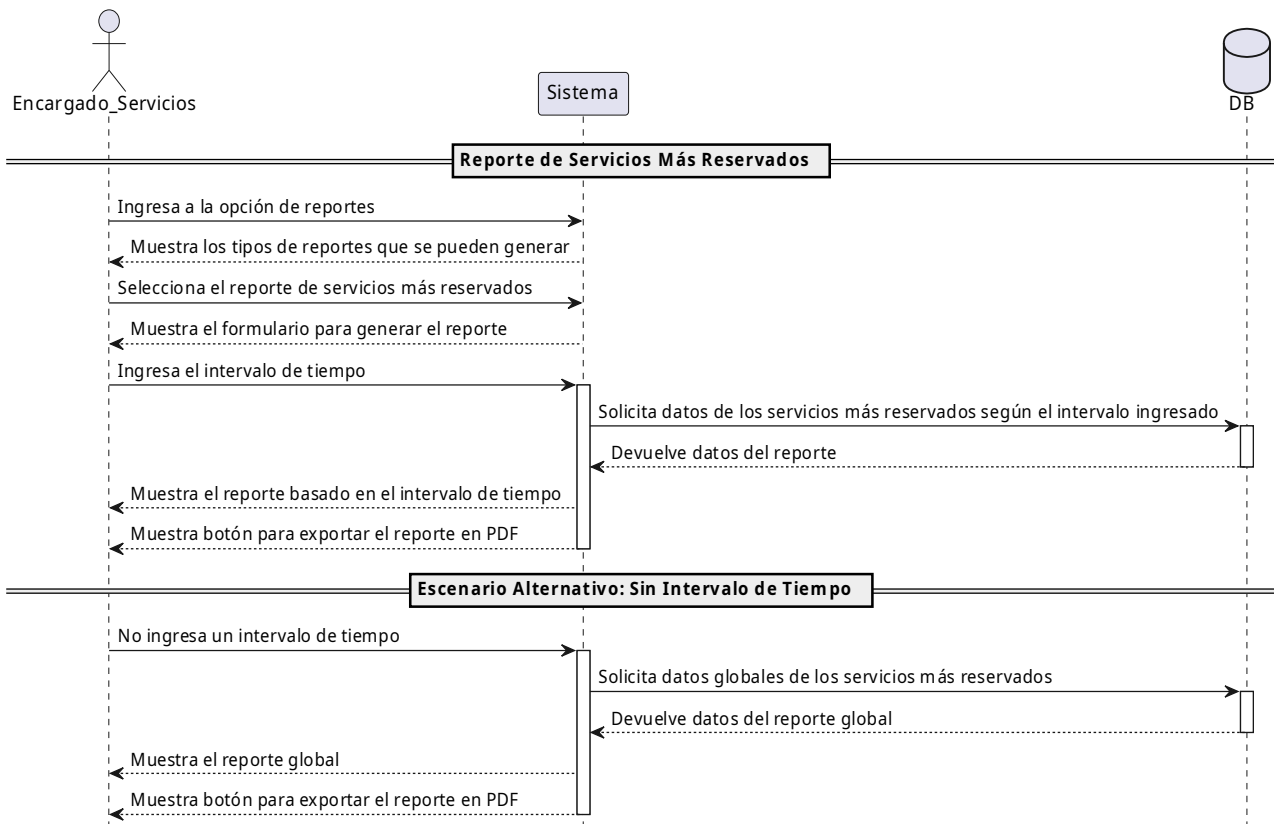 Encargado_Servicios
Sistema
DB
Reporte de Servicios Más Reservados
Ingresa a la opción de reportes
Muestra los tipos de reportes que se pueden generar
Selecciona el reporte de servicios más reservados
Muestra el formulario para generar el reporte
Ingresa el intervalo de tiempo
Solicita datos de los servicios más reservados según el intervalo ingresado
Devuelve datos del reporte
Muestra el reporte basado en el intervalo de tiempo
Muestra botón para exportar el reporte en PDF
Escenario Alternativo: Sin Intervalo de Tiempo
No ingresa un intervalo de tiempo
Solicita datos globales de los servicios más reservados
Devuelve datos del reporte global
Muestra el reporte global
Muestra botón para exportar el reporte en PDF